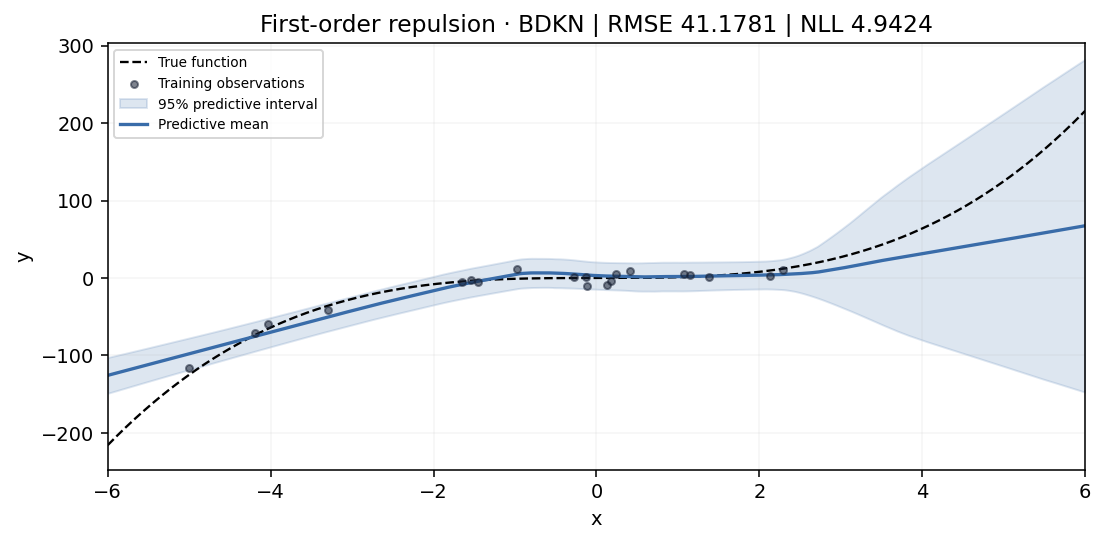 First-order repulsion · BDKN | RMSE 41.1781 | NLL 4.9424
300
200
100
0
−100
−200
y
True function
Training observations
95% predictive interval
Predictive mean
−6 −4 −2 0 2 4 6
x